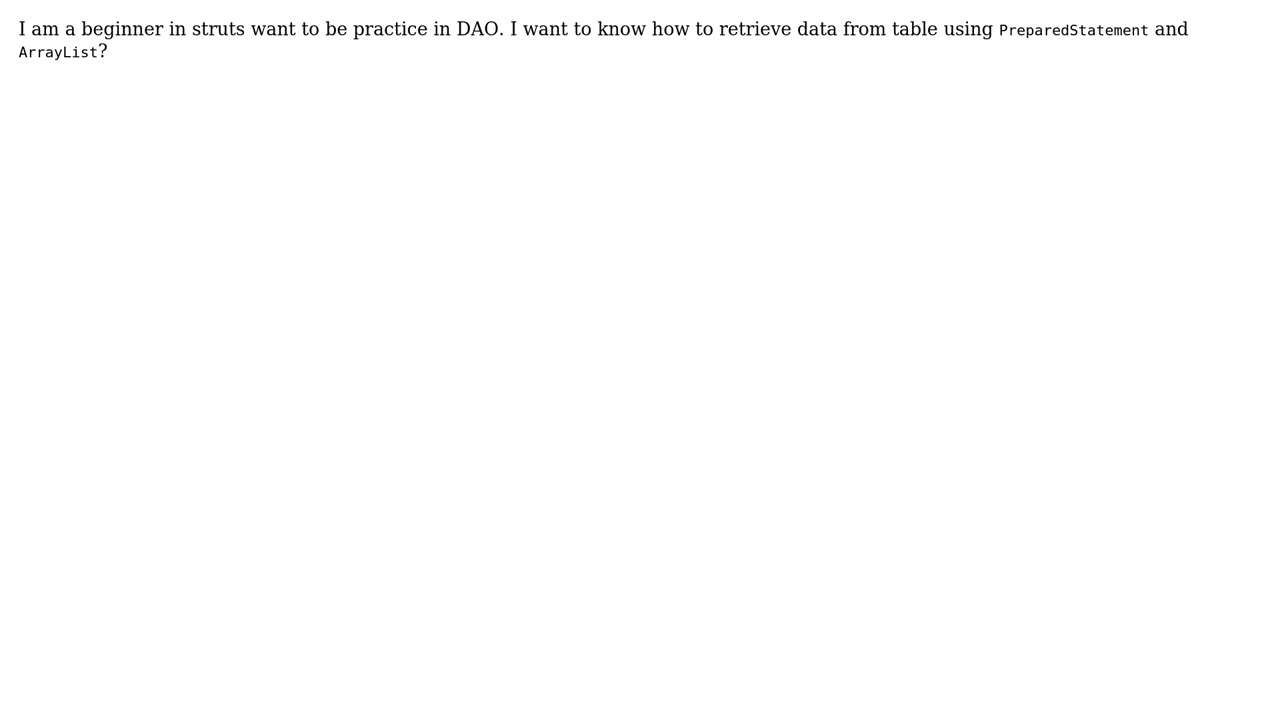 I am a beginner in struts want to be practice in DAO. I want to know how to retrieve data from table using PreparedStatement and
ArrayList?